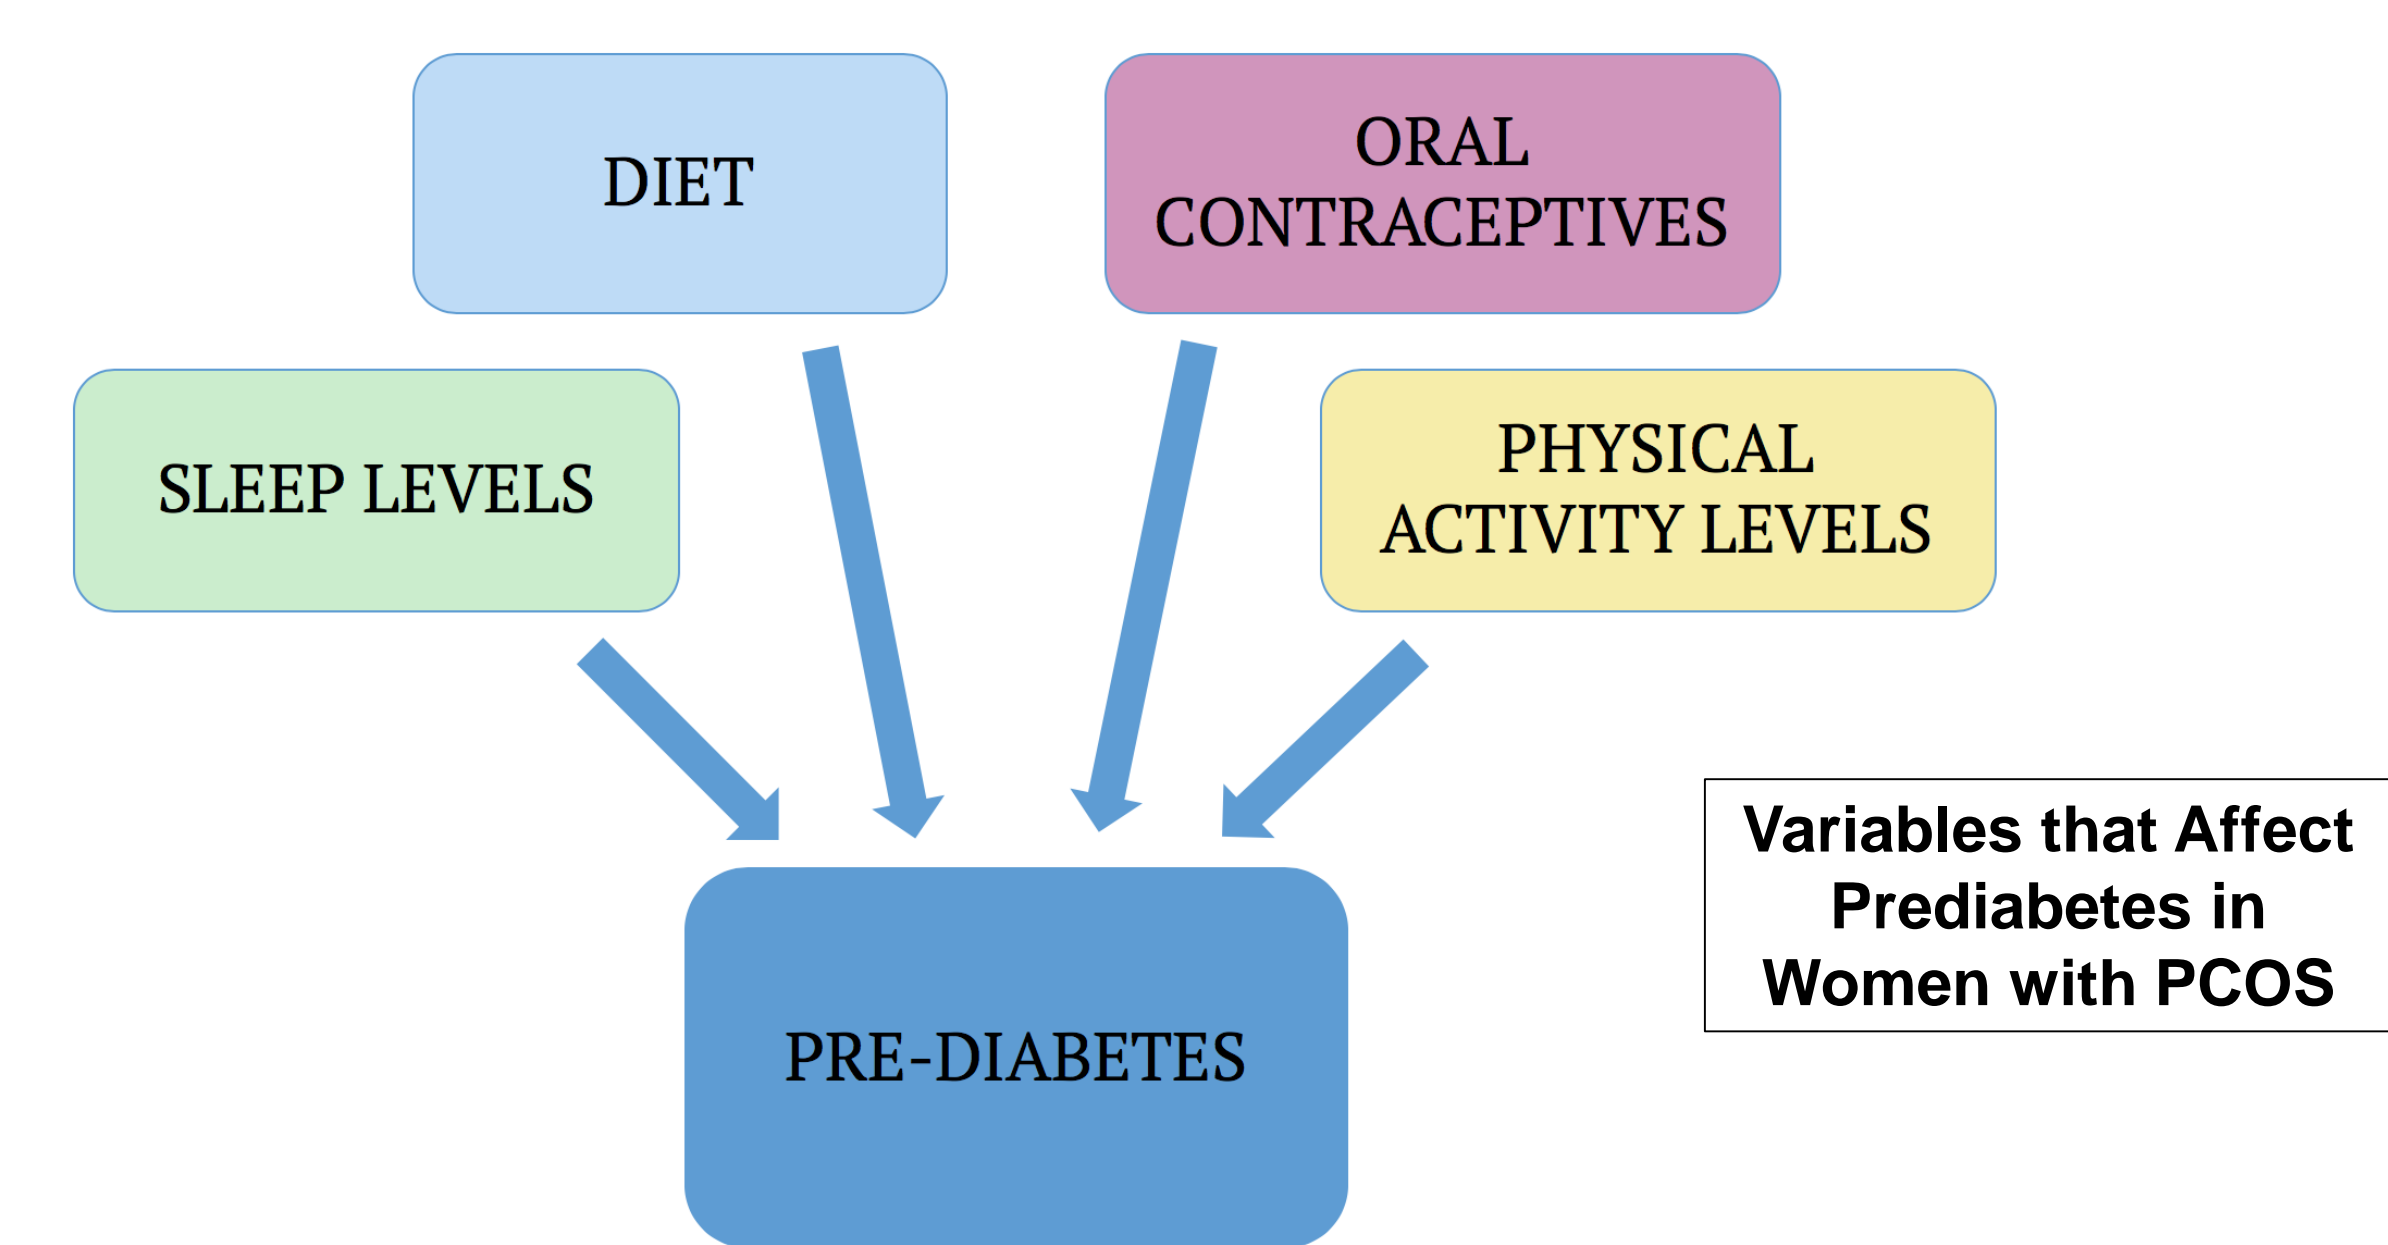 DIET
ORAL
CONTRACEPTIVES
SLEEP LEVELS
PHYSICAL
ACTIVITY LEVELS
Variables that Affect
Prediabetes in
Women with PCOS
PRE-DIABETES